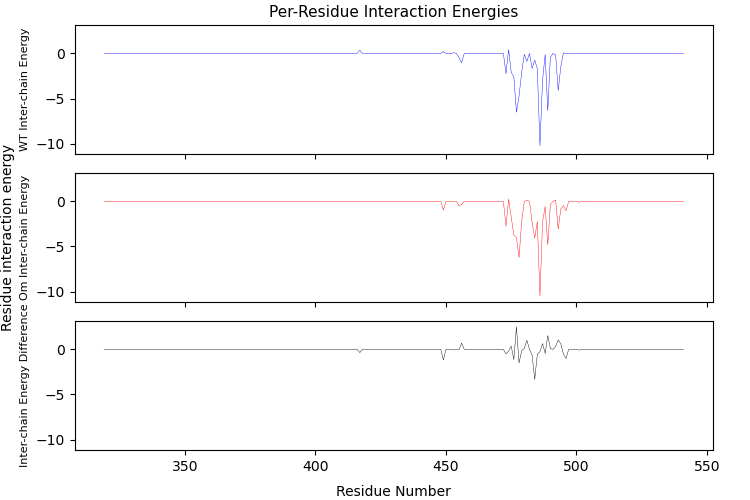 Per-Residue Interaction Energies
WT Inter-chain Energy
0
−5
−10
Residue interaction energy
Om Inter-chain Energy
0
−5
−10
Inter-chain Energy Difference
0
−5
−10
350
400
450
500
550
Residue Number